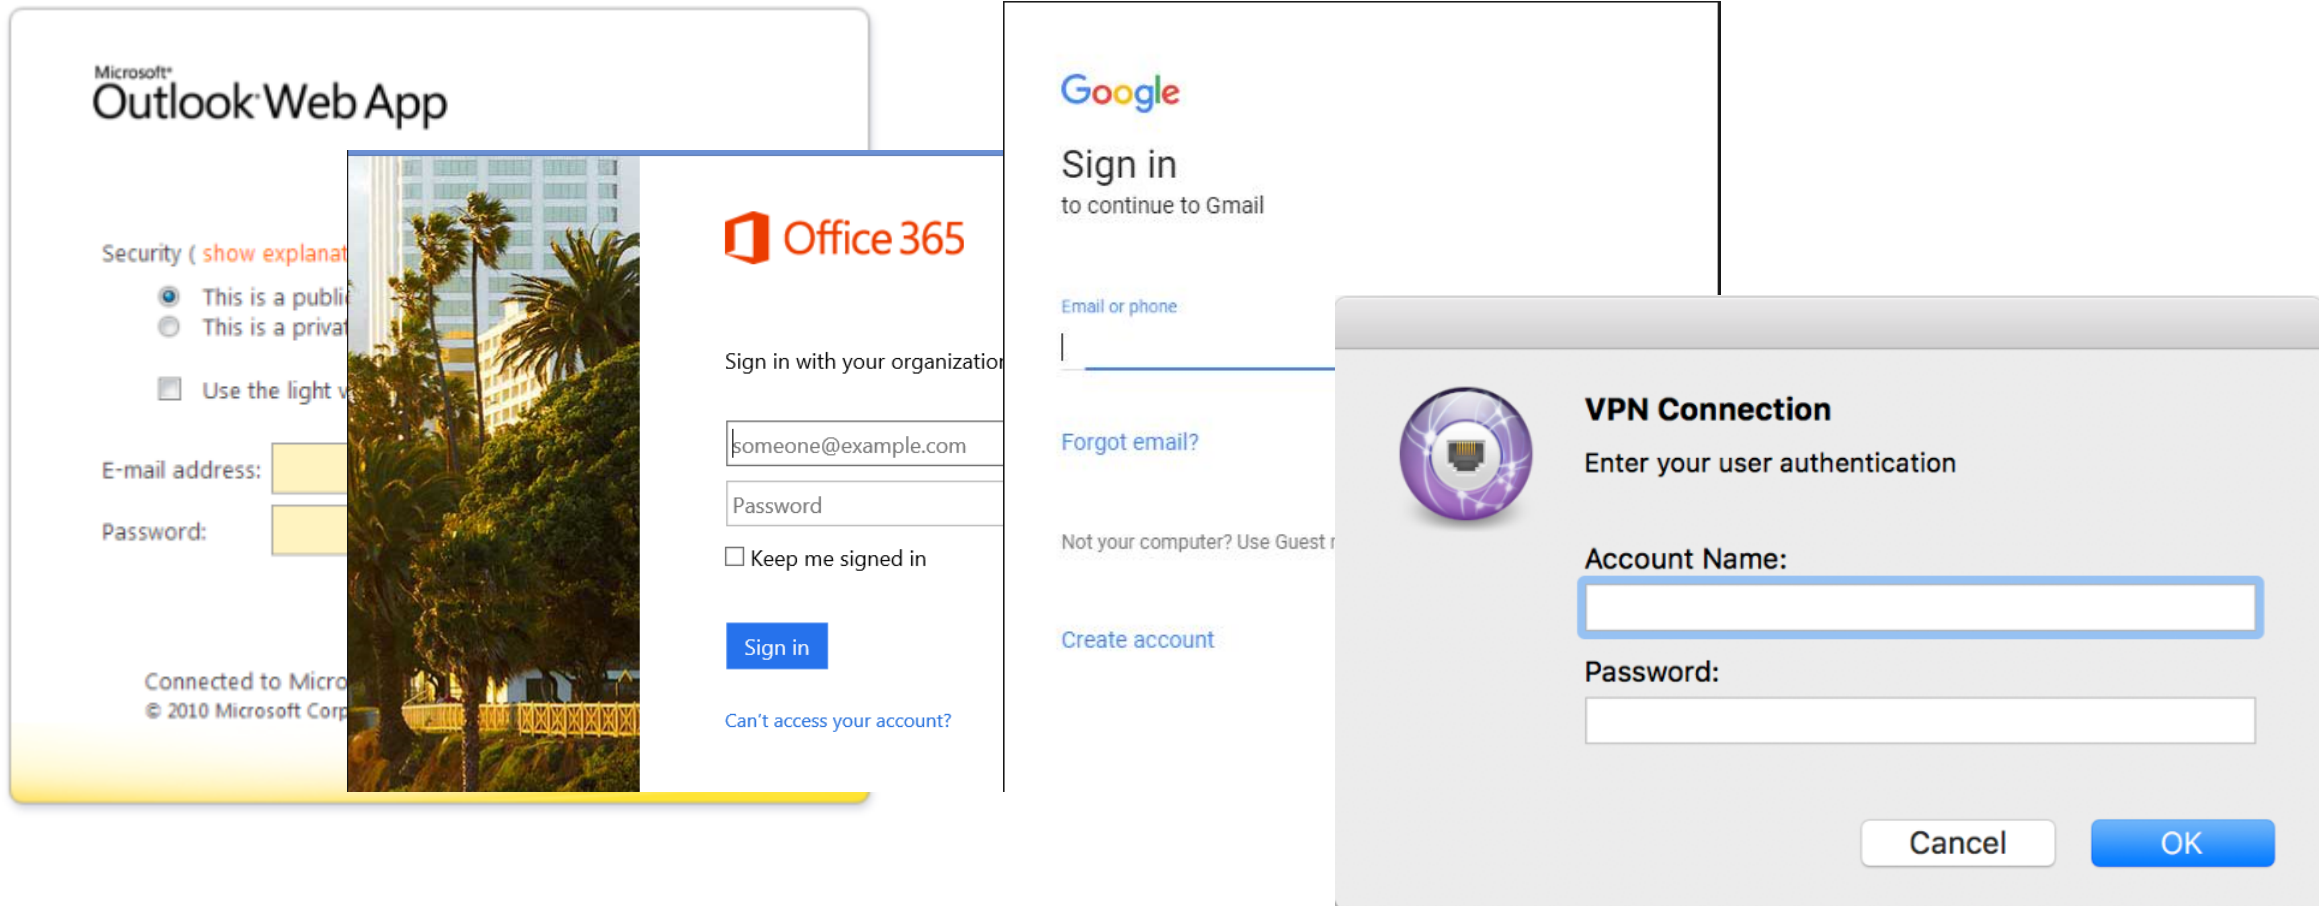 Microsoft®
Outlook Web App
Security ( show explanat
This is a public
This is a privat
Use the light v
E-mail address:
Password:
Connected to Micro
© 2010 Microsoft Corp
Office 365
Sign in with your organization
someone@example.com
Password
Keep me signed in
Sign in
Can't access your account?
Google
Sign in
to continue to Gmail
Email or phone
Forgot email?
Not your computer? Use Guest
Create account
VPN Connection
Enter your user authentication
Account Name:
Password:
Cancel
OK